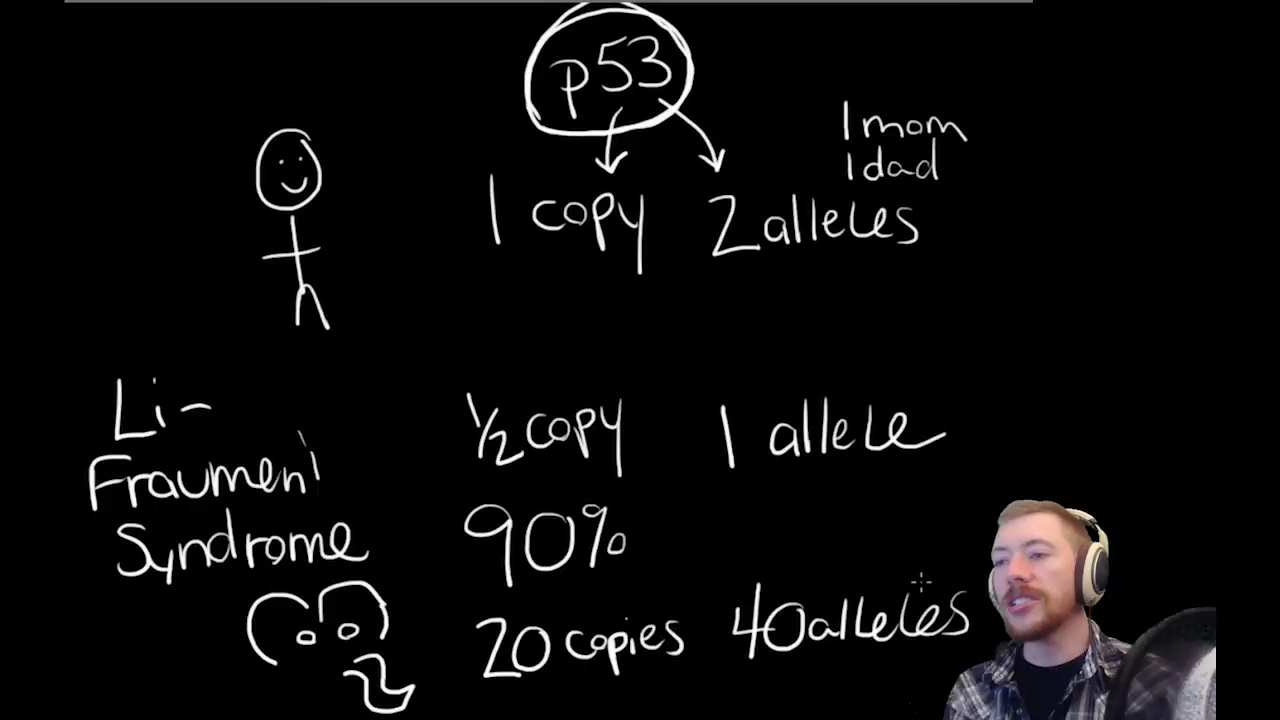 p53
1 mom
1 dad
1 copy 2 alleles
Li-
Fraumeni
Syndrome
1/2 copy 1 allele
90%
20 copies 40 alleles